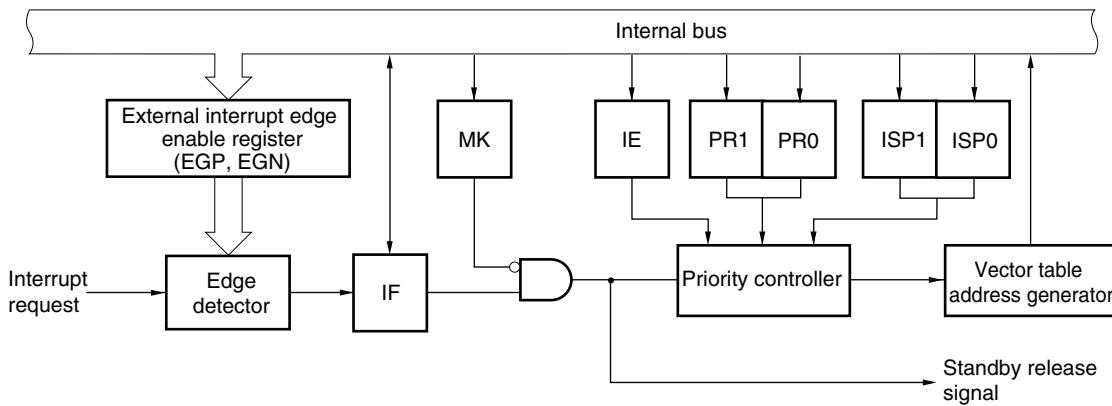 Internal bus
External interrupt edge
enable register
(EGP, EGN)
MK
IE
PR1
PR0
ISP1
ISP0
Interrupt
request
Edge
detector
IF
Priority controller
Vector table
address generator
Standby release
signal